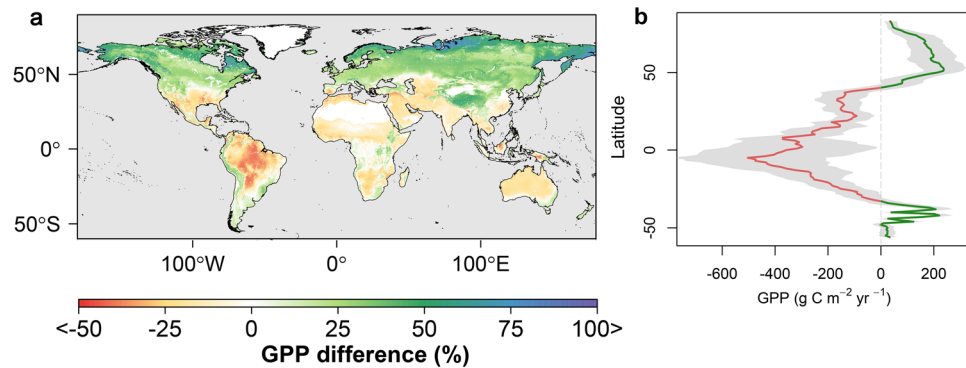 a
50°N
0°
50°S
100°W 0° 100°E
<-50 -25 0 25 50 75 100>
GPP difference (%)
b
Latitude
50
0
-50
-600 -400 -200 0 200
GPP (g C m⁻² yr⁻¹)